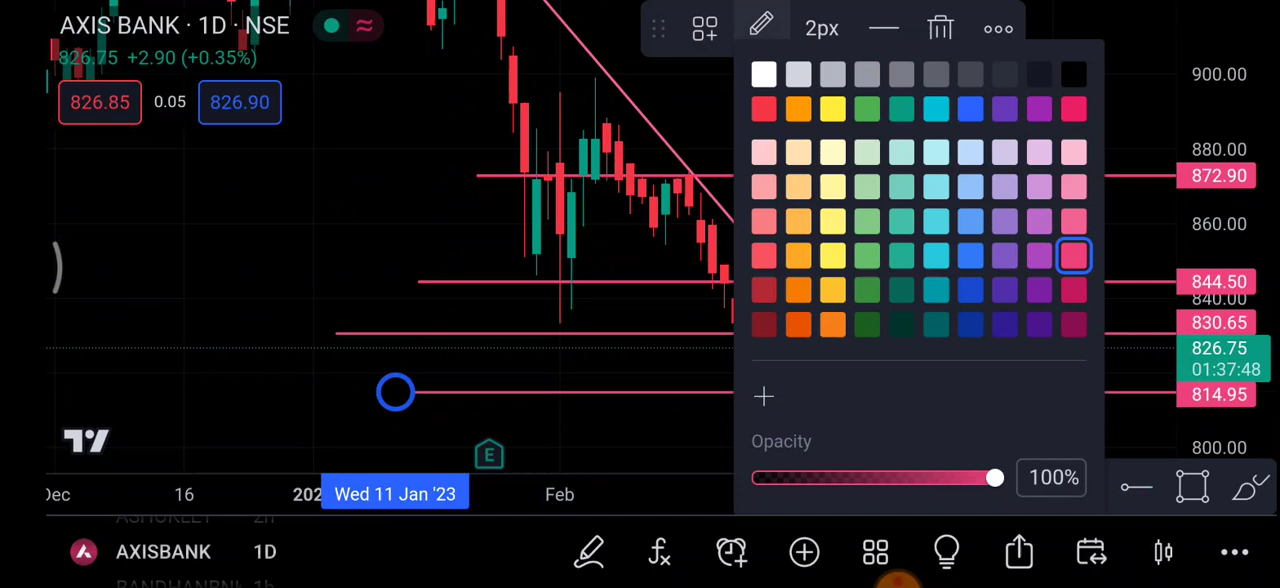 AXIS BANK · 1D · NSE
826.75 +2.90 (+0.35%)
826.85 0.05 826.90
2px
900.00
880.00
872.90
860.00
844.50
840.00
830.65
826.75
01:37:48
814.95
800.00
Opacity
100%
E
Dec 16 202 Wed 11 Jan '23 Feb
AXISBANK 1D
BANDHANBNK 1h